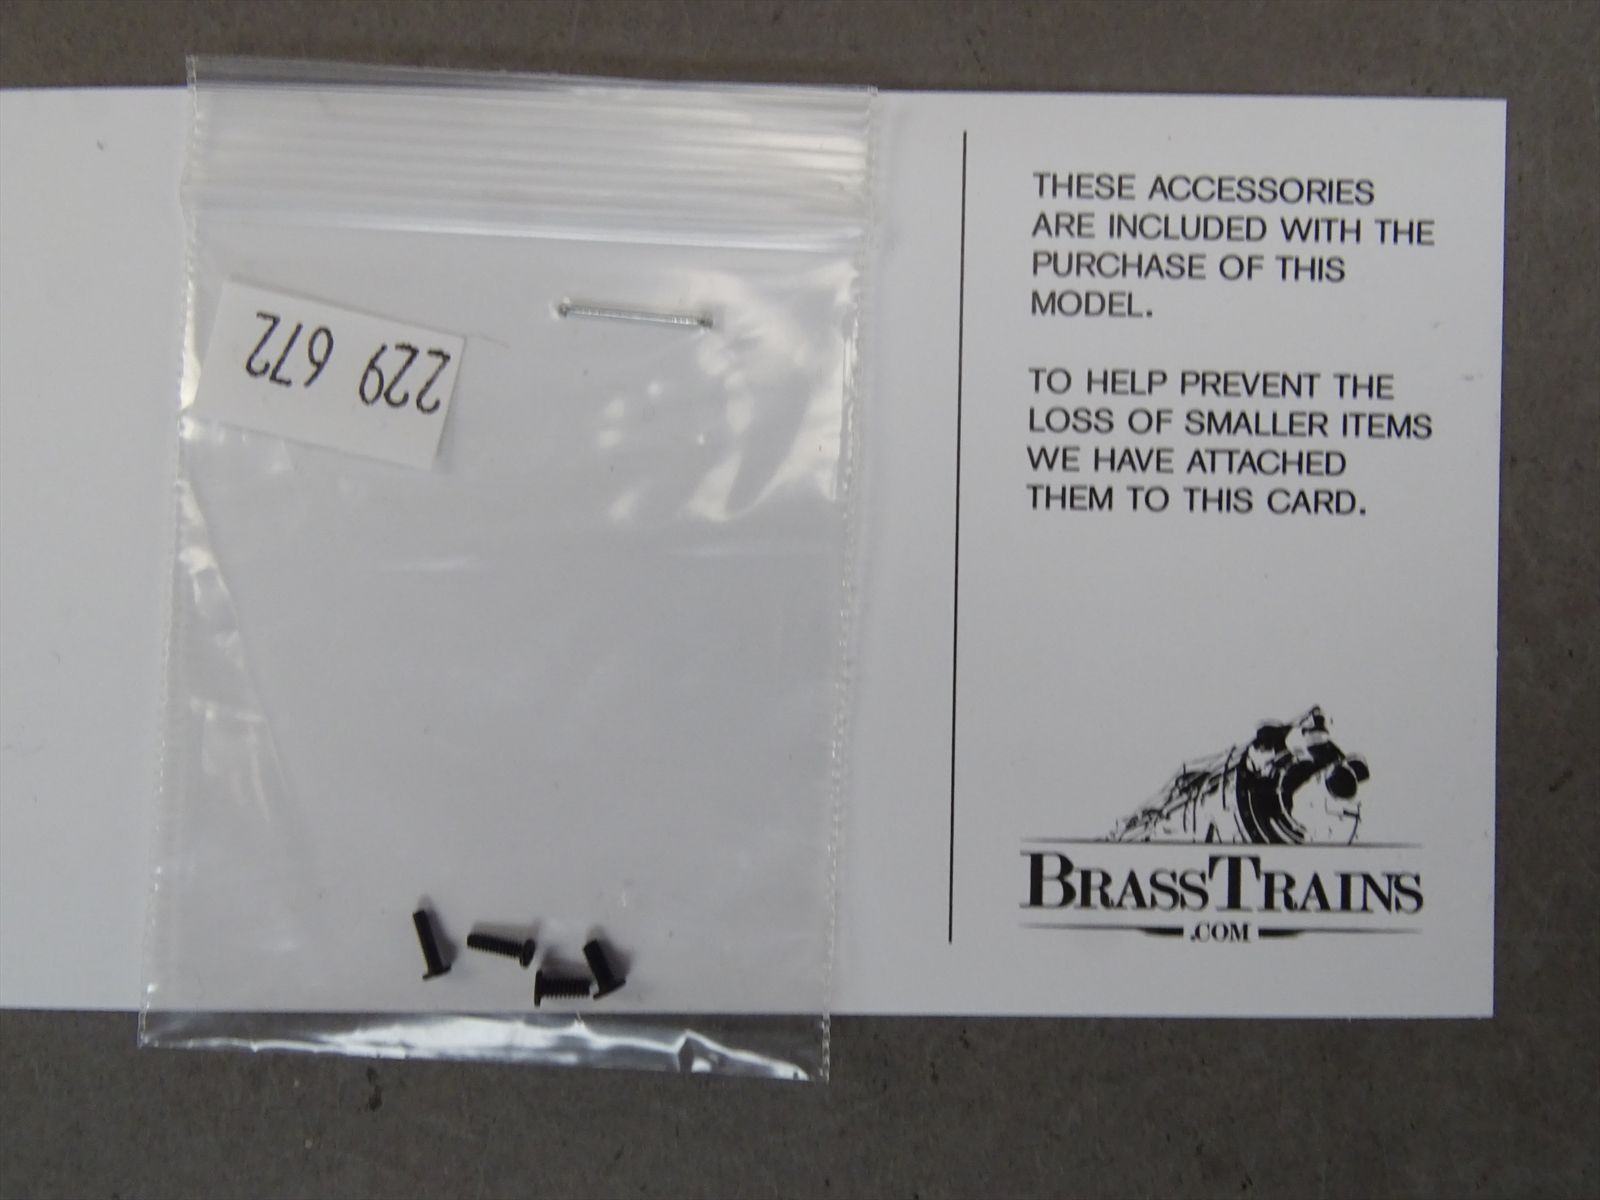 229 672
THESE ACCESSORIES
ARE INCLUDED WITH THE
PURCHASE OF THIS
MODEL.
TO HELP PREVENT THE
LOSS OF SMALLER ITEMS
WE HAVE ATTACHED
THEM TO THIS CARD.
BRASSTRAINS
.COM